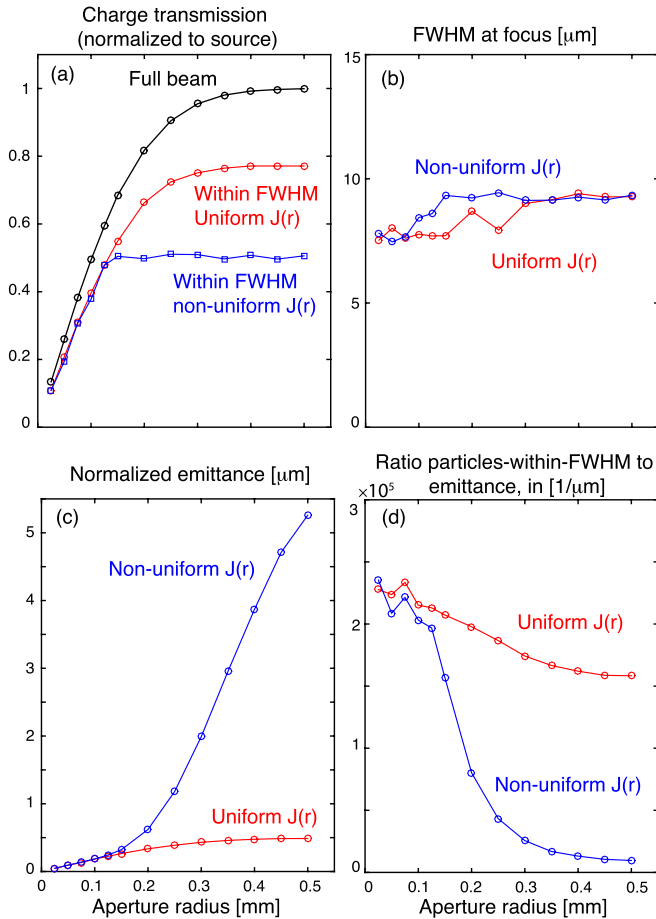 Charge transmission
(normalized to source)
(a)
Full beam
Within FWHM
Uniform J(r)
Within FWHM
non-uniform J(r)
1
0.8
0.6
0.4
0.2
0
FWHM at focus [μm]
(b)
Non-uniform J(r)
Uniform J(r)
15
10
5
0
Normalized emittance [μm]
(c)
Non-uniform J(r)
Uniform J(r)
5
4
3
2
1
0
0 0.1 0.2 0.3 0.4 0.5
Aperture radius [mm]
Ratio particles-within-FWHM to
emittance, in [1/μm]
×10⁵
(d)
Uniform J(r)
Non-uniform J(r)
3
2
1
0
0 0.1 0.2 0.3 0.4 0.5
Aperture radius [mm]